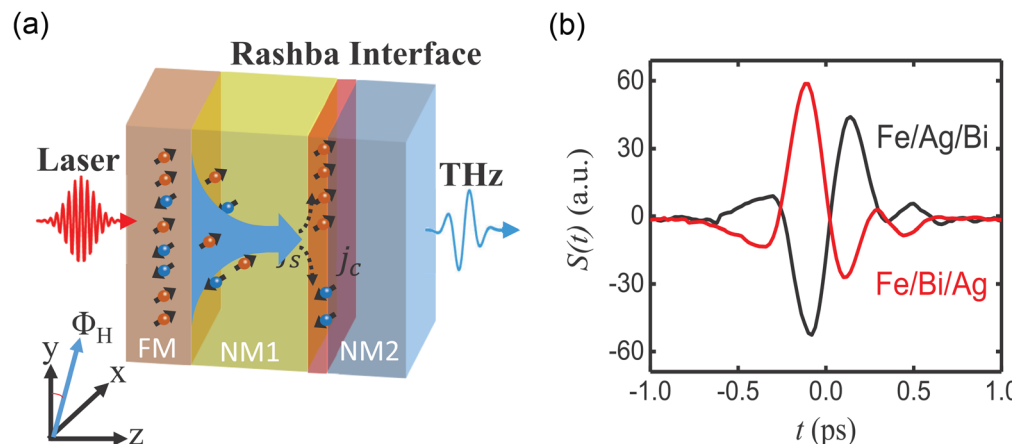 (a)
Rashba Interface
Laser
THz
js
jc
ΦH
y
x
z
FM
NM1
NM2
(b)
60
30
0
-30
-60
S(t) (a.u.)
Fe/Ag/Bi
Fe/Bi/Ag
-1.0
-0.5
0.0
0.5
1.0
t (ps)